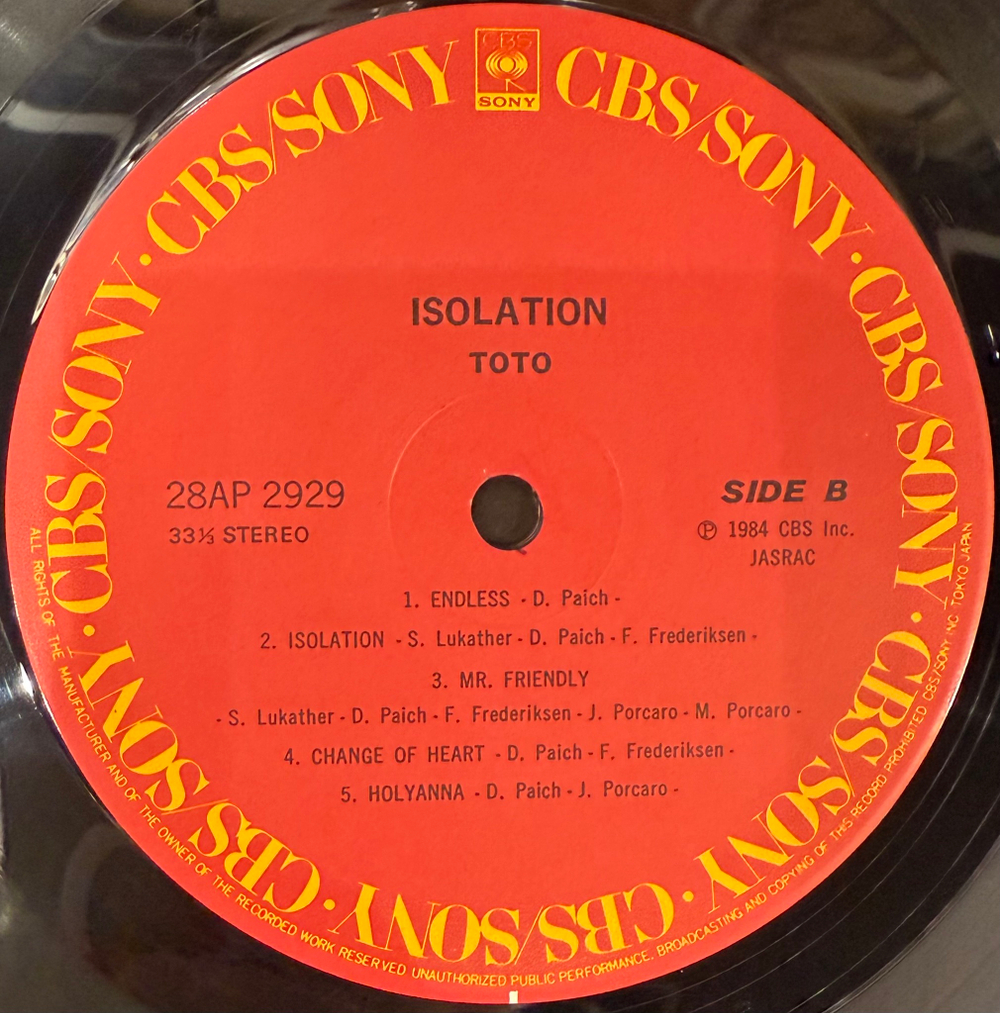 CBS
SONY
CBS/SONY · CBS/SONY · CBS/SONY · CBS/SONY · CBS/SONY · CBS/SONY · CBS/SONY · CBS/SONY
ISOLATION
TOTO
28AP 2929
33⅓ STEREO
SIDE B
Ⓟ 1984 CBS Inc.
JASRAC
1. ENDLESS - D. Paich -
2. ISOLATION - S. Lukather - D. Paich - F. Frederiksen -
3. MR. FRIENDLY
- S. Lukather - D. Paich - F. Frederiksen - J. Porcaro - M. Porcaro -
4. CHANGE OF HEART - D. Paich - F. Frederiksen -
5. HOLYANNA - D. Paich - J. Porcaro -
ALL RIGHTS OF THE MANUFACTURER AND OF THE OWNER OF THE RECORDED WORK RESERVED UNAUTHORIZED PUBLIC PERFORMANCE, BROADCASTING AND COPYING OF THIS RECORD PROHIBITED CBS/SONY INC. TOKYO JAPAN